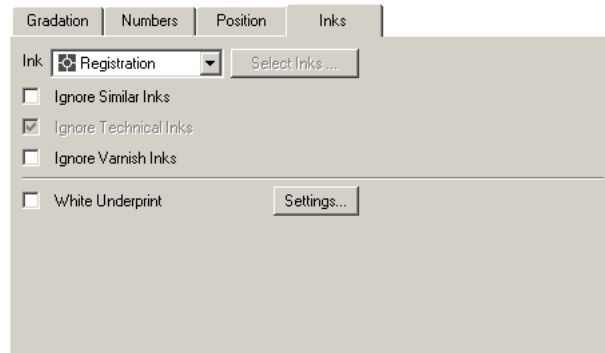 Gradation Numbers Position Inks
Ink Registration Select Inks ...
Ignore Similar Inks
Ignore Technical Inks
Ignore Varnish Inks
White Underprint Settings...